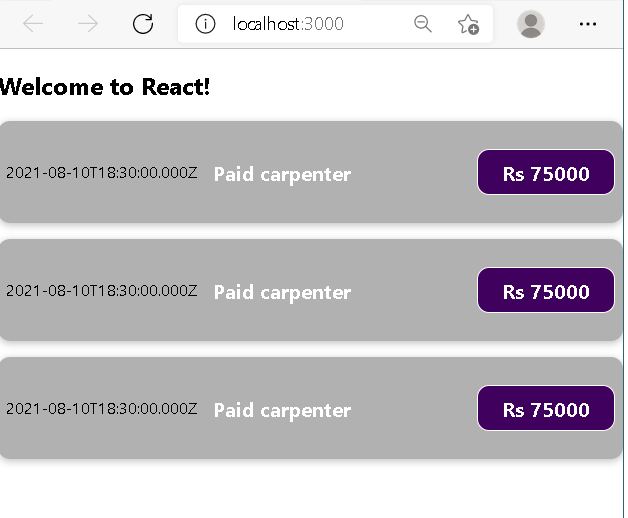 localhost:3000
Welcome to React!
2021-08-10T18:30:00.000Z Paid carpenter Rs 75000
2021-08-10T18:30:00.000Z Paid carpenter Rs 75000
2021-08-10T18:30:00.000Z Paid carpenter Rs 75000